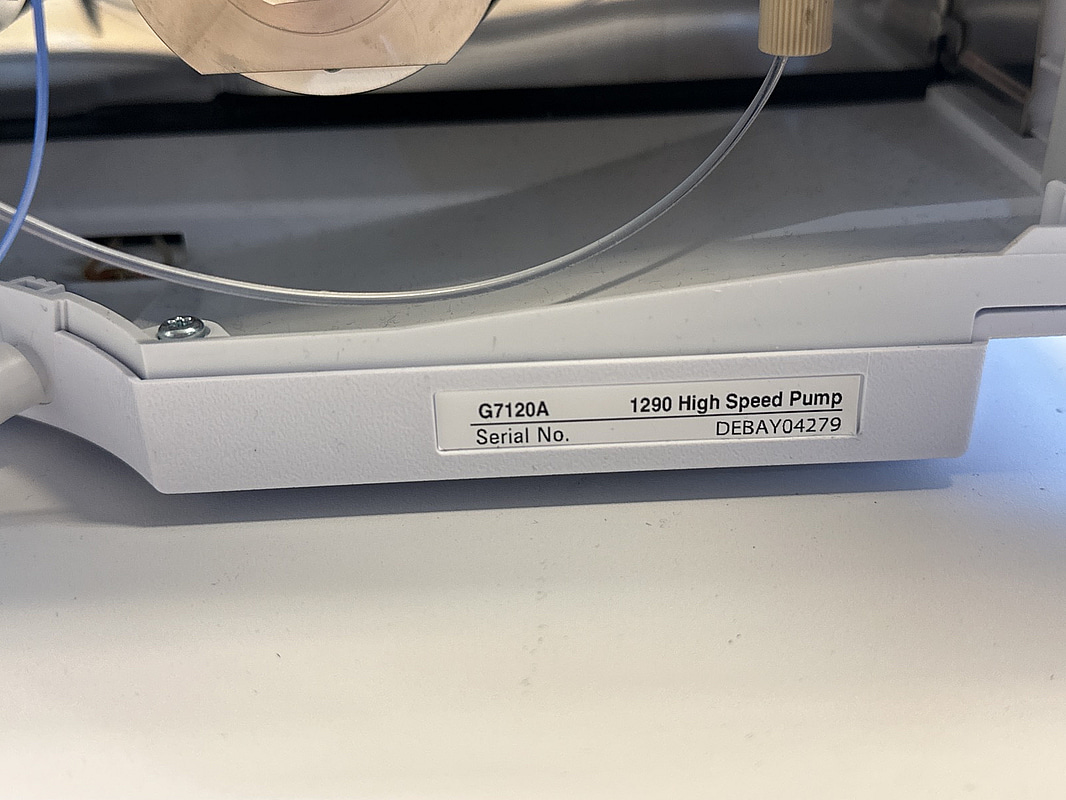 G7120A 1290 High Speed Pump
Serial No. DEBAY04279